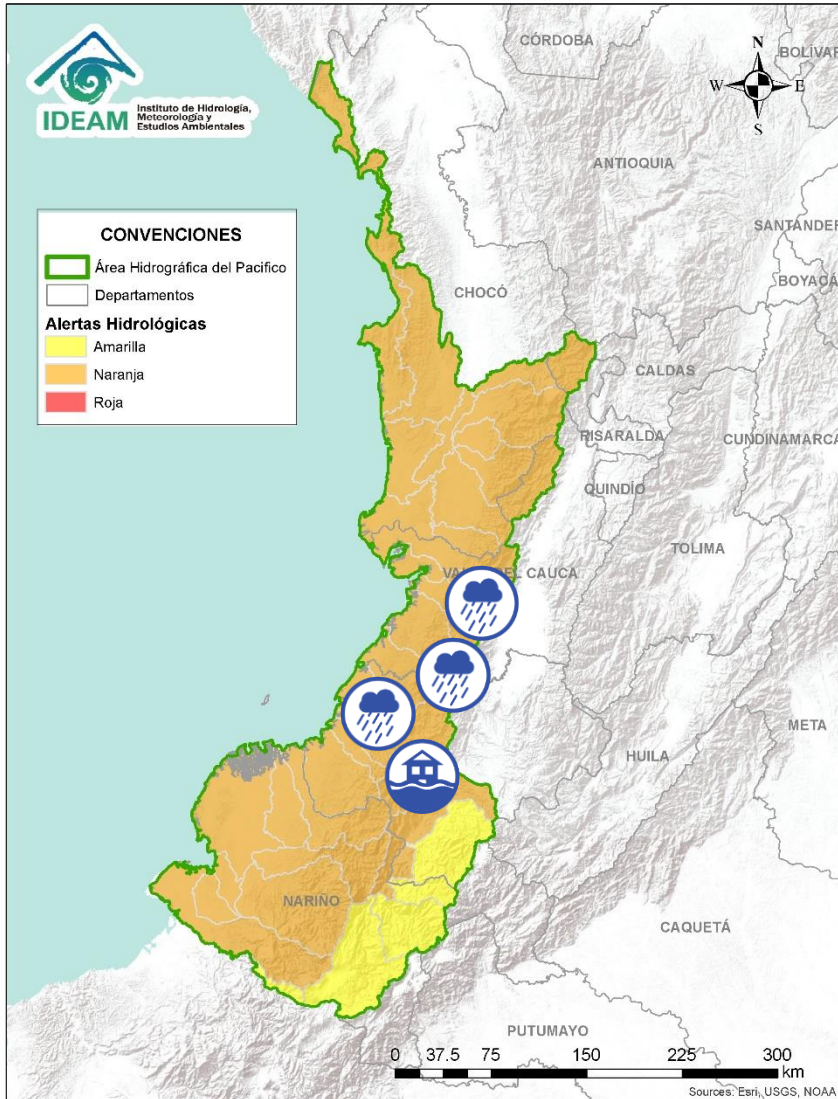 IDEAM
Instituto de Hidrología,
Meteorología y
Estudios Ambientales
CONVENCIONES
Área Hidrográfica del Pacifico
Departamentos
Alertas Hidrológicas
Amarilla
Naranja
Roja
N
W
E
S
CÓRDOBA
BOLÍVAR
ANTIOQUIA
SANTANDER
BOYACÁ
CHOCÓ
CALDAS
RISARALDA
CUNDINAMARCA
QUINDÍO
TOLIMA
DEL CAUCA
META
HUILA
NARIÑO
CAQUETÁ
PUTUMAYO
0 37.5 75 150 225 300
km
Sources: Esri, USGS, NOAA